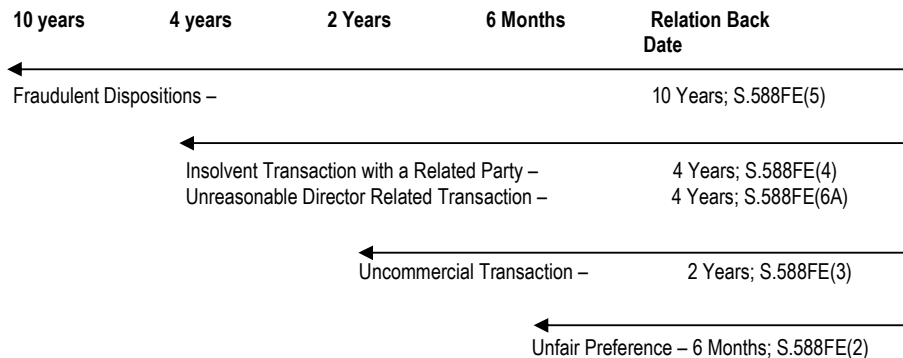 10 years 4 years 2 Years 6 Months Relation Back
Date
Fraudulent Dispositions – 10 Years; S.588FE(5)
Insolvent Transaction with a Related Party – 4 Years; S.588FE(4)
Unreasonable Director Related Transaction – 4 Years; S.588FE(6A)
Uncommercial Transaction – 2 Years; S.588FE(3)
Unfair Preference – 6 Months; S.588FE(2)